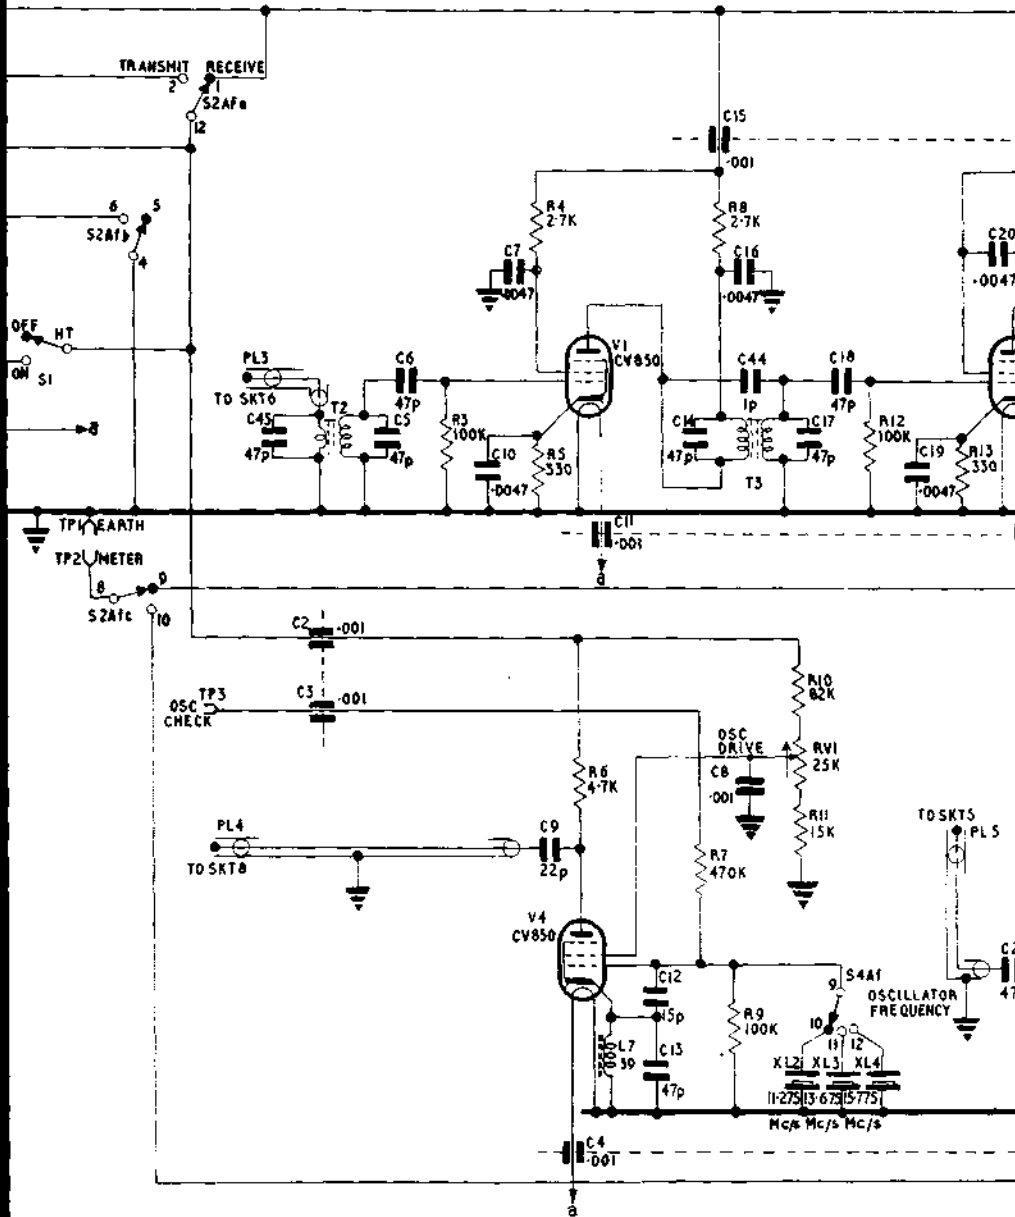 TRANSMIT RECEIVE
2 1
S2AFa
12
C15
·001
6 5
S2Afb
4
R4
2·7K
R8
2·7K
C7
·0047
C16
·0047
C20
·0047
OFF HT
ON S1
a
PL3
TO SKT6
C6
47p
V1
CV850
C44
1p
C18
47p
T2
C45
47p
C5
47p
R3
100K
C10
·0047
R5
330
C14
47p
C17
47p
T3
R12
100K
C19
·0047
R13
330
TP1 EARTH
TP2 METER
C11
·001
a
8 9
S2Afc
10
C2
·001
TP3
OSC
CHECK
C3
·001
R10
82K
OSC
DRIVE
RV1
25K
C8
·001
R11
15K
R6
4·7K
PL4
TO SKT8
C9
22p
R7
470K
TO SKT5
PL5
V4
CV850
C12
15p
S4Af
9
OSCILLATOR
FREQUENCY
10
11 12
C2
47
L7
39
C13
47p
R9
100K
XL2 XL3 XL4
11·275 13·675 15·775
Mc/s Mc/s Mc/s
C4
·001
a